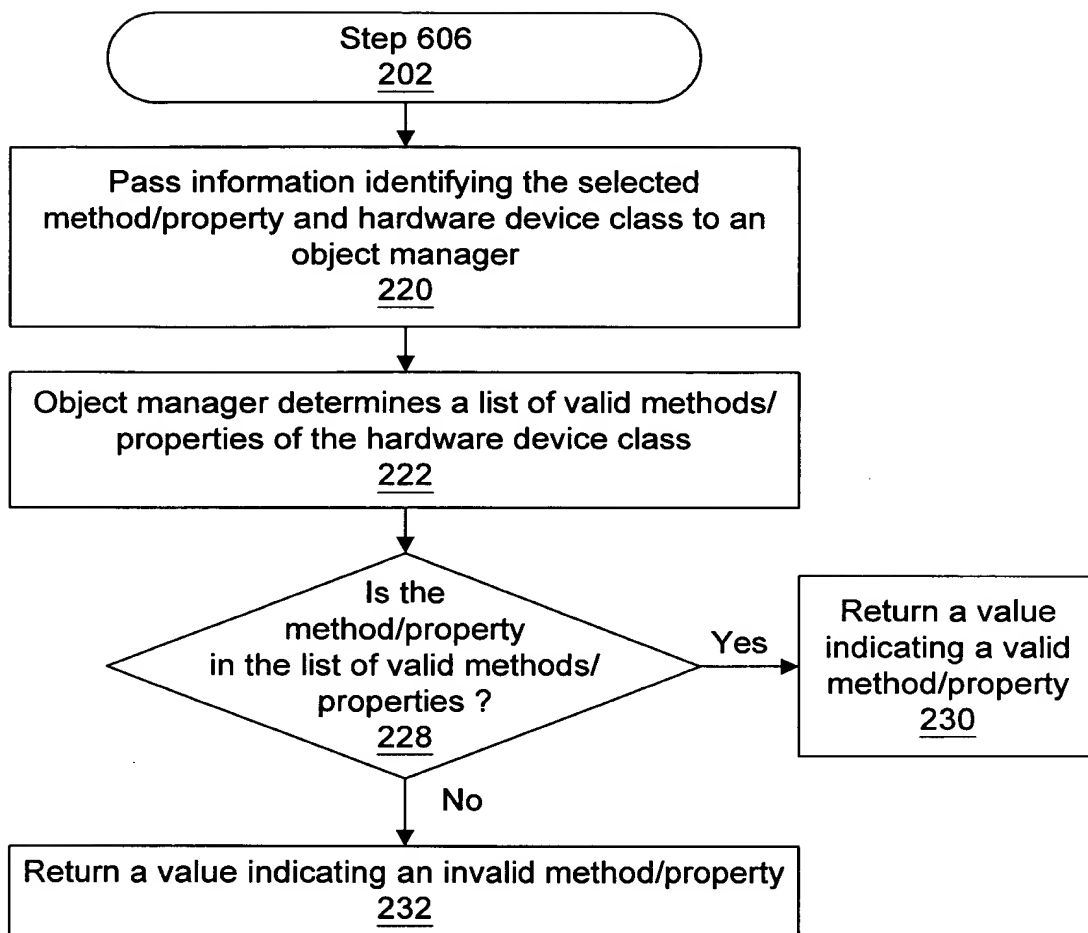 Step 606
202
Pass information identifying the selected
method/property and hardware device class to an
object manager
220
Object manager determines a list of valid methods/
properties of the hardware device class
222
Is the
method/property
in the list of valid methods/
properties ?
228
Yes
Return a value
indicating a valid
method/property
230
No
Return a value indicating an invalid method/property
232